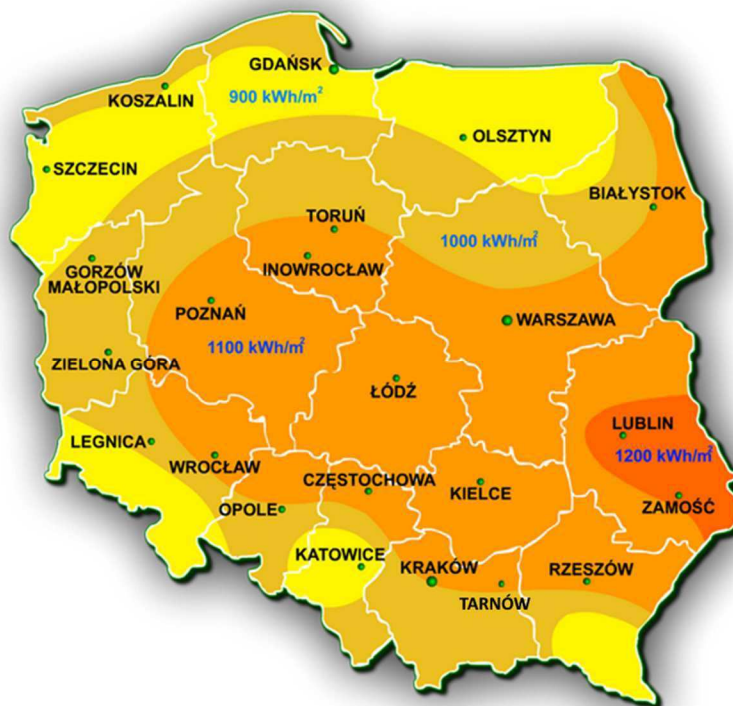 GDAŃSK
KOSZALIN
900 kWh/m²
OLSZTYN
SZCZECIN
BIAŁYSTOK
TORUŃ
1000 kWh/m²
GORZÓW
MAŁOPOLSKI
INOWROCŁAW
POZNAŃ
WARSZAWA
1100 kWh/m²
ZIELONA GÓRA
ŁÓDŹ
LUBLIN
LEGNICA
1200 kWh/m²
WROCŁAW
CZĘSTOCHOWA
KIELCE
ZAMOŚĆ
OPOLE
KATOWICE
KRAKÓW
RZESZÓW
TARNÓW